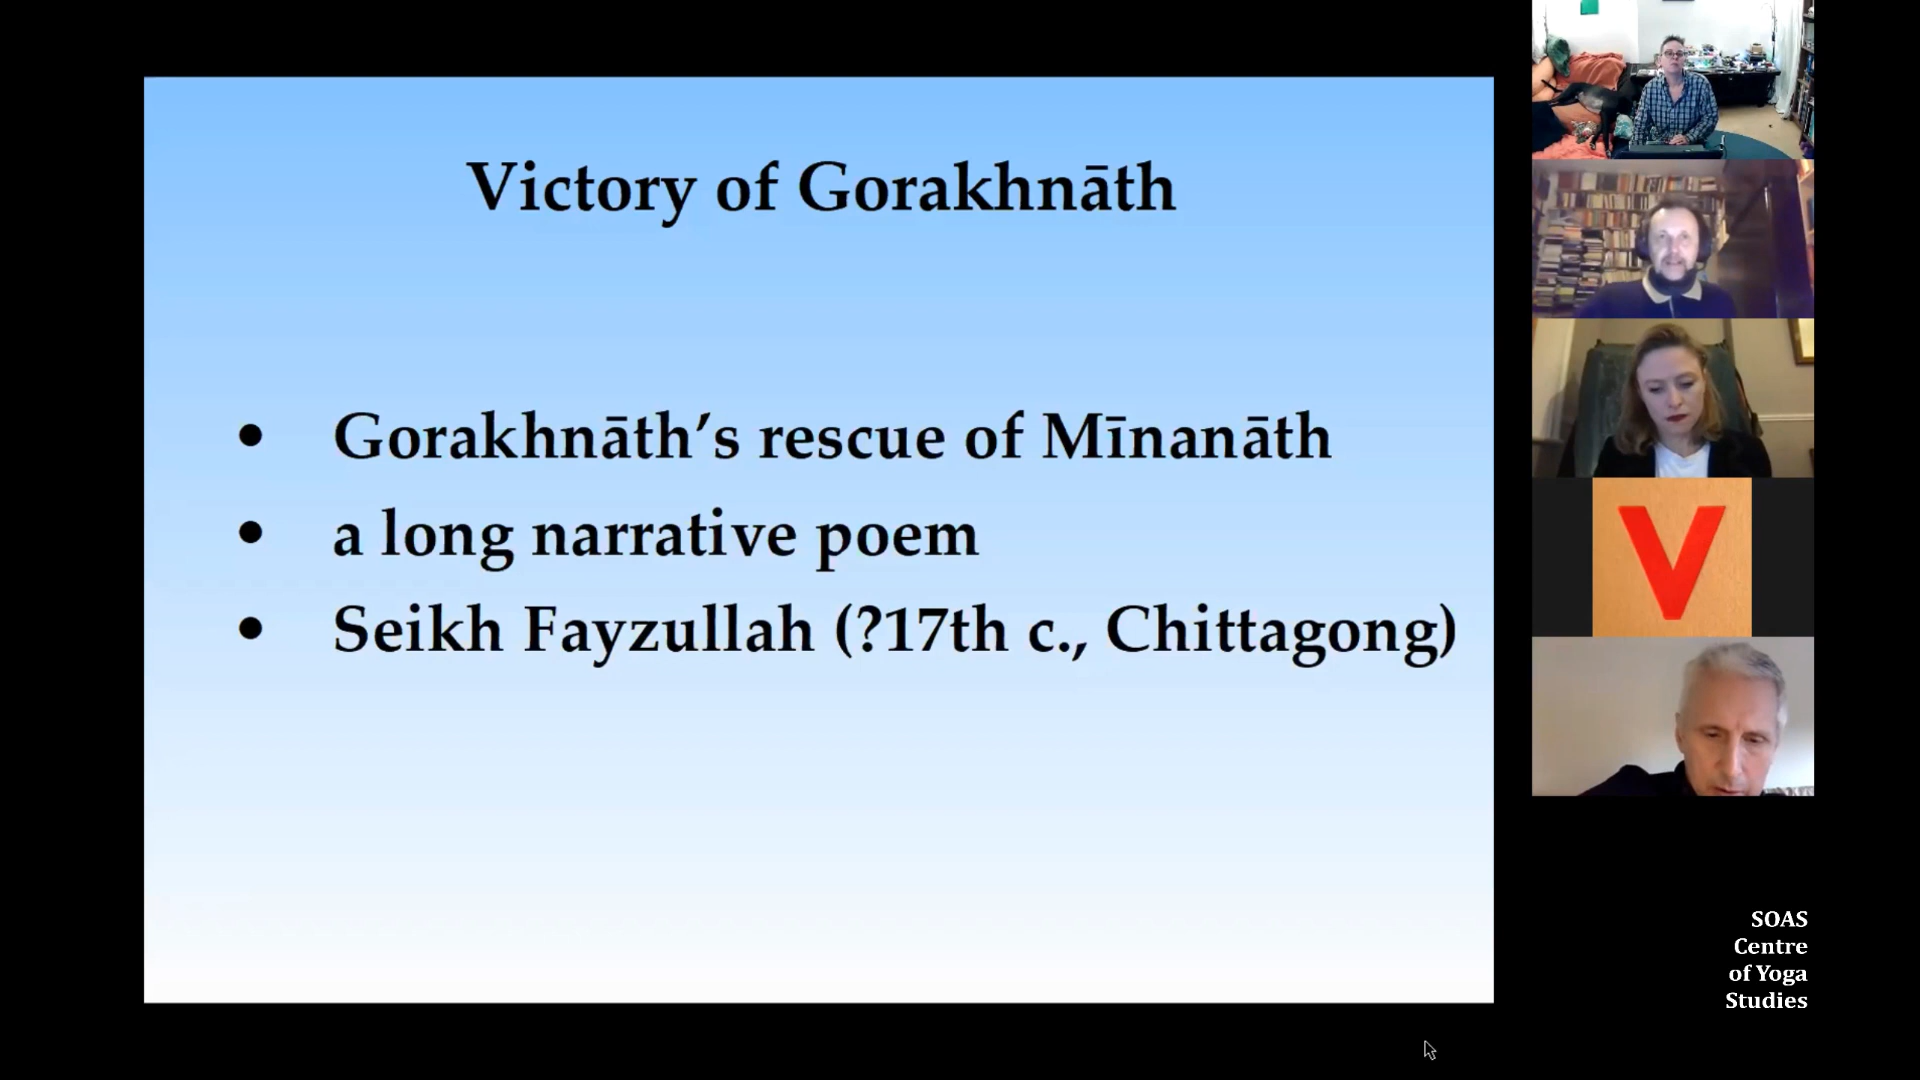 Victory of Gorakhnāth
• Gorakhnāth’s rescue of Mīnanāth
• a long narrative poem
• Seikh Fayzullah (?17th c., Chittagong)
V
SOAS
Centre
of Yoga
Studies